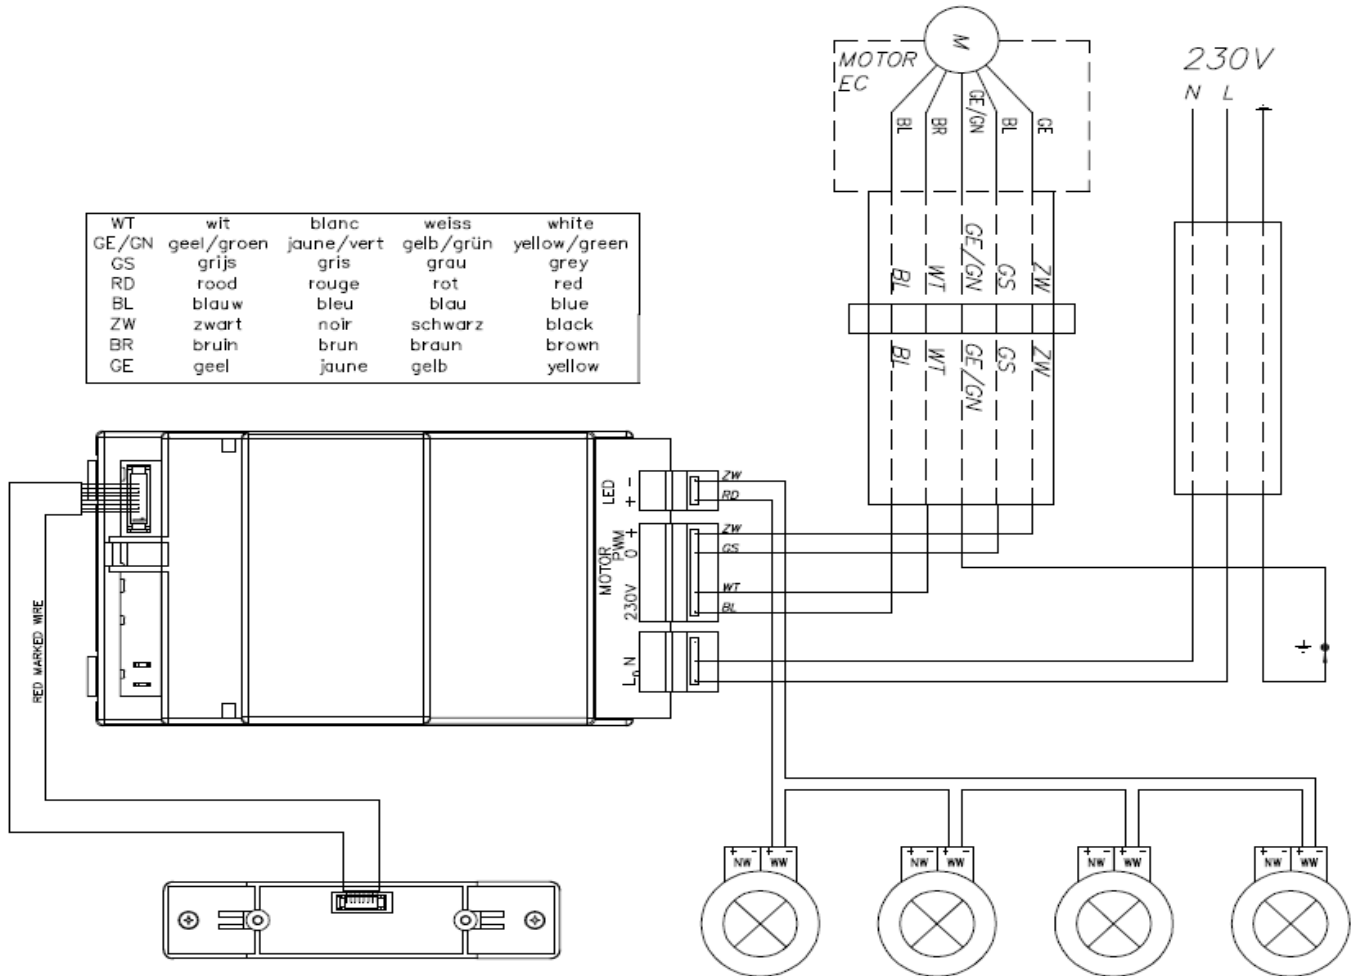 M
MOTOR
EC
BL
BR
GE/GN
BL
GE
230V
N L
WT wit blanc weiss white
GE/GN geel/groen jaune/vert gelb/grün yellow/green
GS grijs gris grau grey
RD rood rouge rot red
BL blauw bleu blau blue
ZW zwart noir schwarz black
BR bruin brun braun brown
GE geel jaune gelb yellow
BL
WT
GE/GN
GS
ZW
BL
WT
GE/GN
GS
ZW
LED
+ -
ZW
RD
MOTOR
PWM
0 +
230V
ZW
GS
WT
BL
L N
RED MARKED WIRE
+ - + -
NW WW
+ - + -
NW WW
+ - + -
NW WW
+ - + -
NW WW